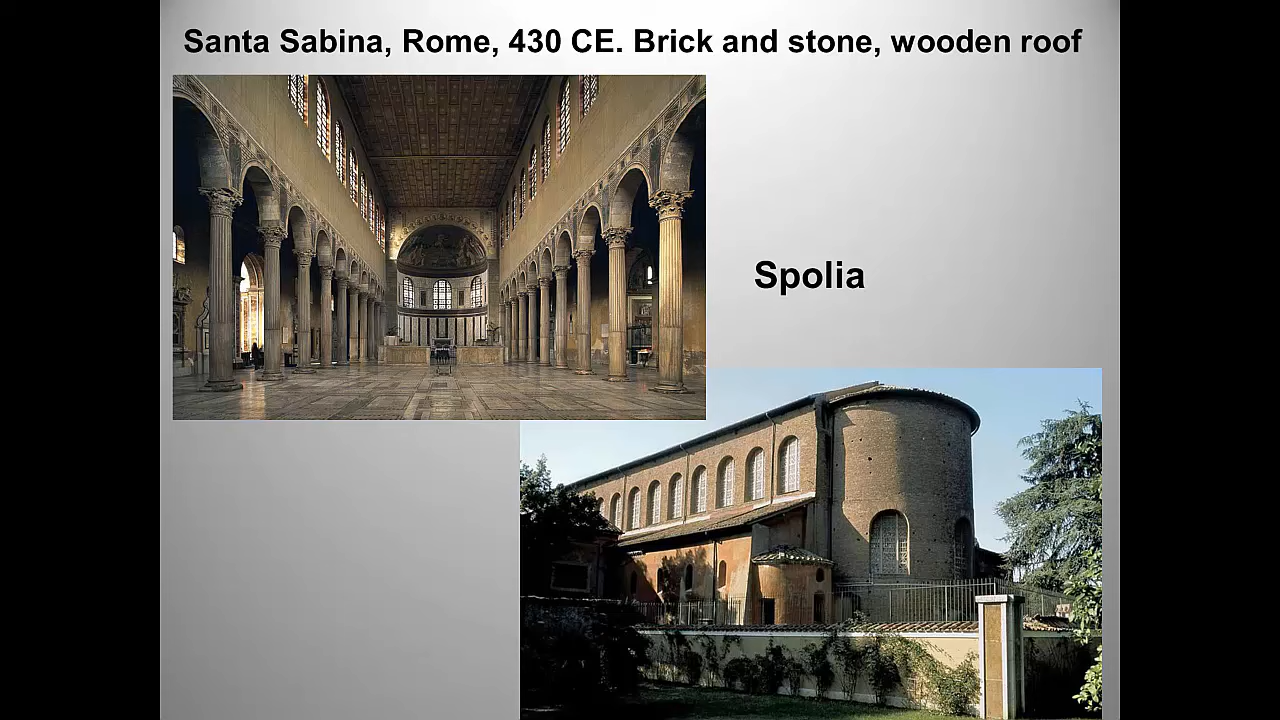 Santa Sabina, Rome, 430 CE. Brick and stone, wooden roof
Spolia